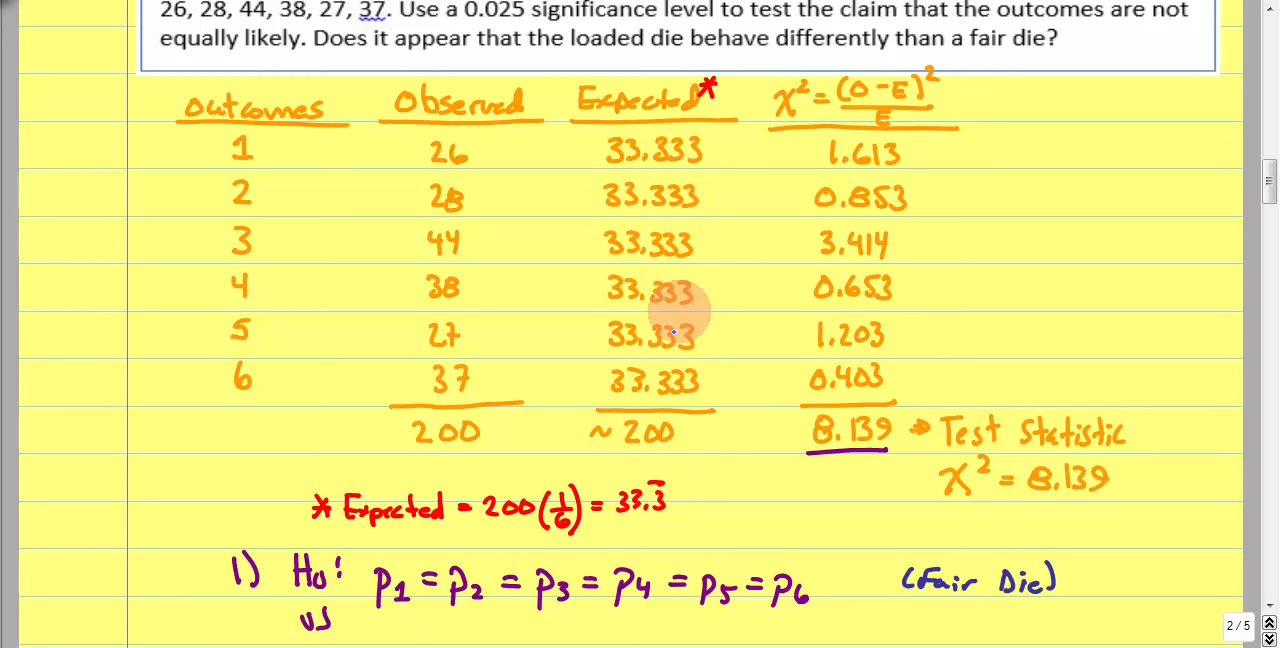 26, 28, 44, 38, 27, 37. Use a 0.025 significance level to test the claim that the outcomes are not
equally likely. Does it appear that the loaded die behave differently than a fair die?
Outcomes Observed Expected* χ² = (O - E)²/E
1 26 33.333 1.613
2 28 33.333 0.853
3 44 33.333 3.414
4 38 33.333 0.653
5 27 33.333 1.203
6 37 33.333 0.403
200 ~ 200 8.139 → Test Statistic
χ² = 8.139
* Expected = 200(1/6) = 33.3̅
1) Ho: p1 = p2 = p3 = p4 = p5 = p6 (Fair Die)
vs
2 / 5